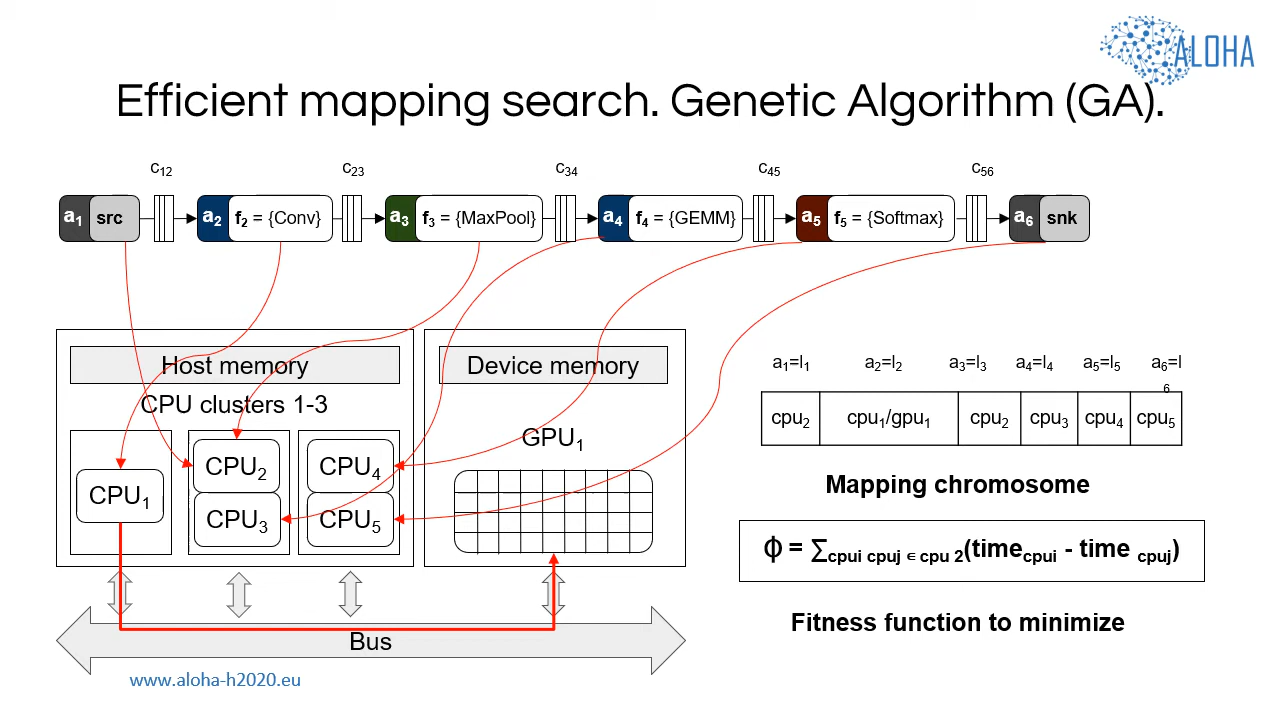 ALOHA
Efficient mapping search. Genetic Algorithm (GA).
c12 c23 c34 c45 c56
a1 src a2 f2 = {Conv} a3 f3 = {MaxPool} a4 f4 = {GEMM} a5 f5 = {Softmax} a6 snk
Host memory Device memory
a1=l1 a2=l2 a3=l3 a4=l4 a5=l5 a6=l
6
CPU clusters 1-3
cpu2 cpu1/gpu1 cpu2 cpu3 cpu4 cpu5
GPU1
CPU2 CPU4
CPU1
CPU3 CPU5
Mapping chromosome
ϕ = ∑cpui cpuj ∈ cpu 2(timecpui - time cpuj)
Fitness function to minimize
Bus
www.aloha-h2020.eu